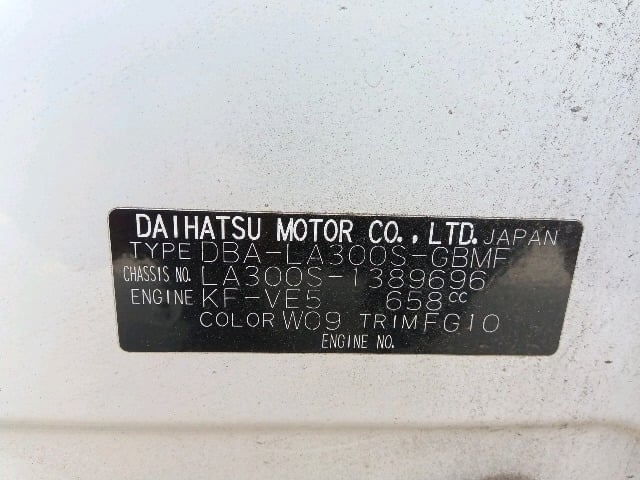 DAIHATSU MOTOR CO., LTD. JAPAN
TYPE DBA-LA300S-GBMF
CHASSIS NO. LA300S-1389696
ENGINE KF-VE5 658cc
COLOR W09 TRIM FG10
ENGINE NO.